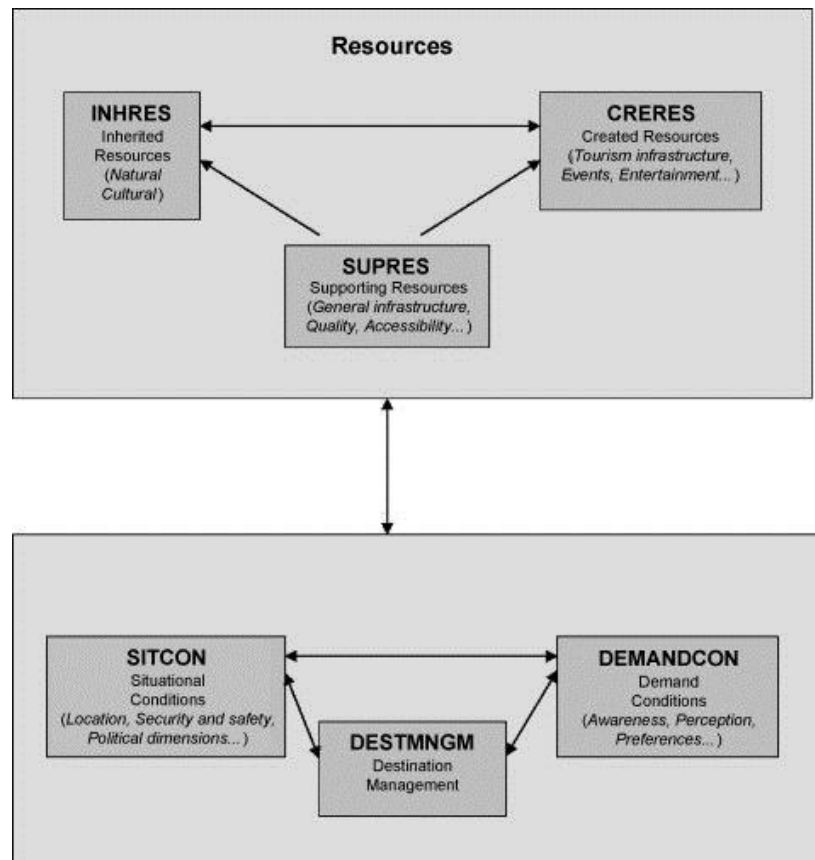 Resources
INHRES
Inherited
Resources
(Natural
Cultural)
CRERES
Created Resources
(Tourism infrastructure,
Events, Entertainment...)
SUPRES
Supporting Resources
(General infrastructure,
Quality, Accessibility...)
SITCON
Situational
Conditions
(Location, Security and safety,
Political dimensions...)
DEMANDCON
Demand
Conditions
(Awareness, Perception,
Preferences...)
DESTMNGM
Destination
Management